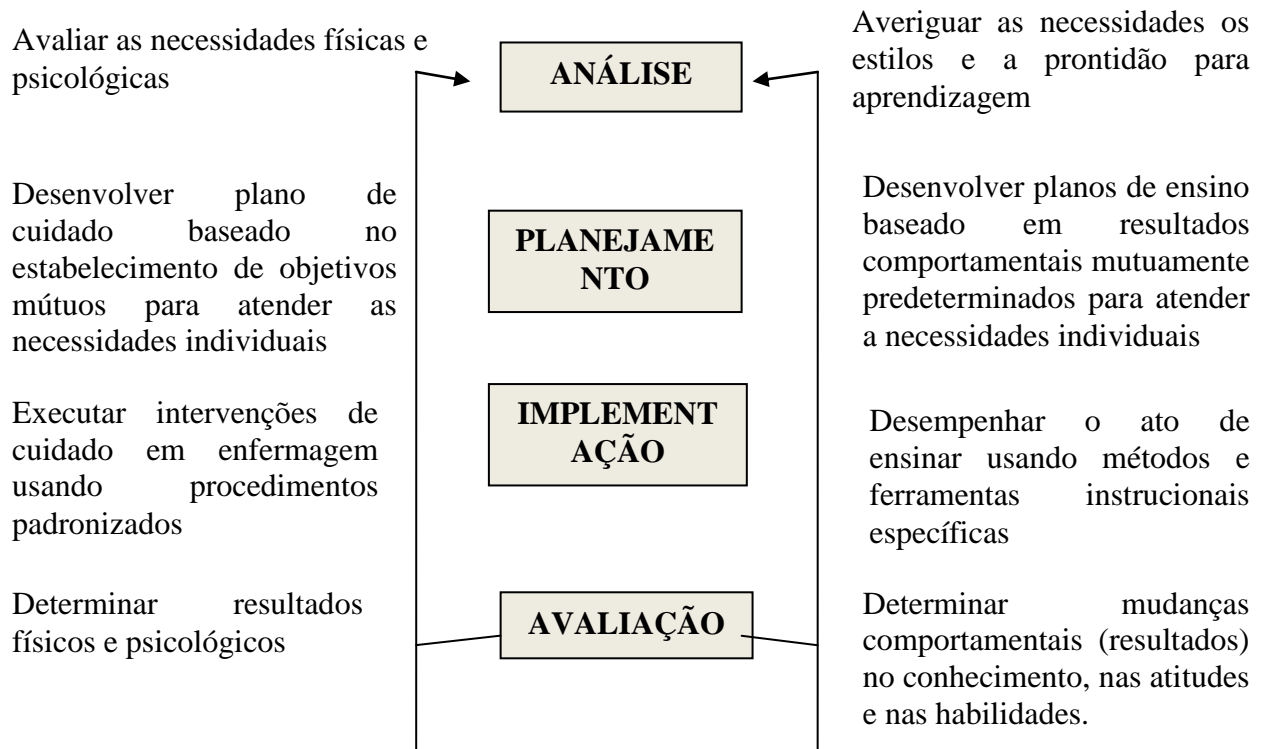 Avaliar as necessidades físicas e
psicológicas
ANÁLISE
Averiguar as necessidades os
estilos e a prontidão para
aprendizagem
Desenvolver plano de
cuidado baseado no
estabelecimento de objetivos
mútuos para atender as
necessidades individuais
PLANEJAME
NTO
Desenvolver planos de ensino
baseado em resultados
comportamentais mutuamente
predeterminados para atender
a necessidades individuais
Executar intervenções de
cuidado em enfermagem
usando procedimentos
padronizados
IMPLEMENT
AÇÃO
Desempenhar o ato de
ensinar usando métodos e
ferramentas instrucionais
específicas
Determinar resultados
físicos e psicológicos
AVALIAÇÃO
Determinar mudanças
comportamentais (resultados)
no conhecimento, nas atitudes
e nas habilidades.